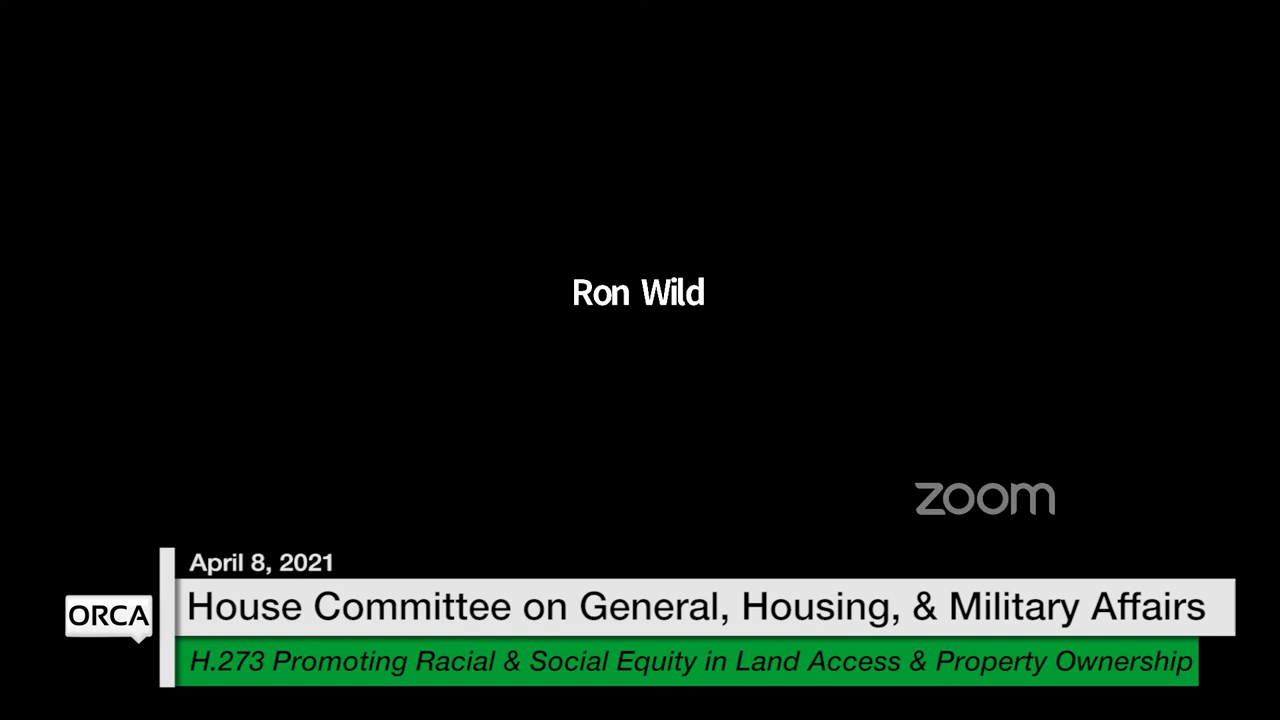 Ron Wild
zoom
April 8, 2021
House Committee on General, Housing, & Military Affairs
ORCA
H.273 Promoting Racial & Social Equity in Land Access & Property Ownership